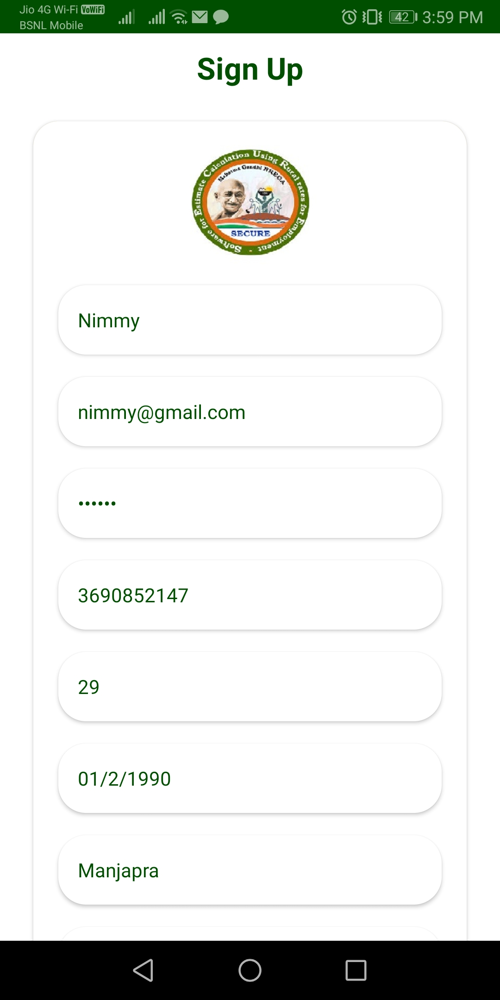 Jio 4G Wi-Fi VoWiFi
BSNL Mobile
42 3:59 PM
Sign Up
Software for Estimate Calculation Using Rural rates for Employment
Mahatma Gandhi NREGA
SECURE
Nimmy
nimmy@gmail.com
••••••
3690852147
29
01/2/1990
Manjapra